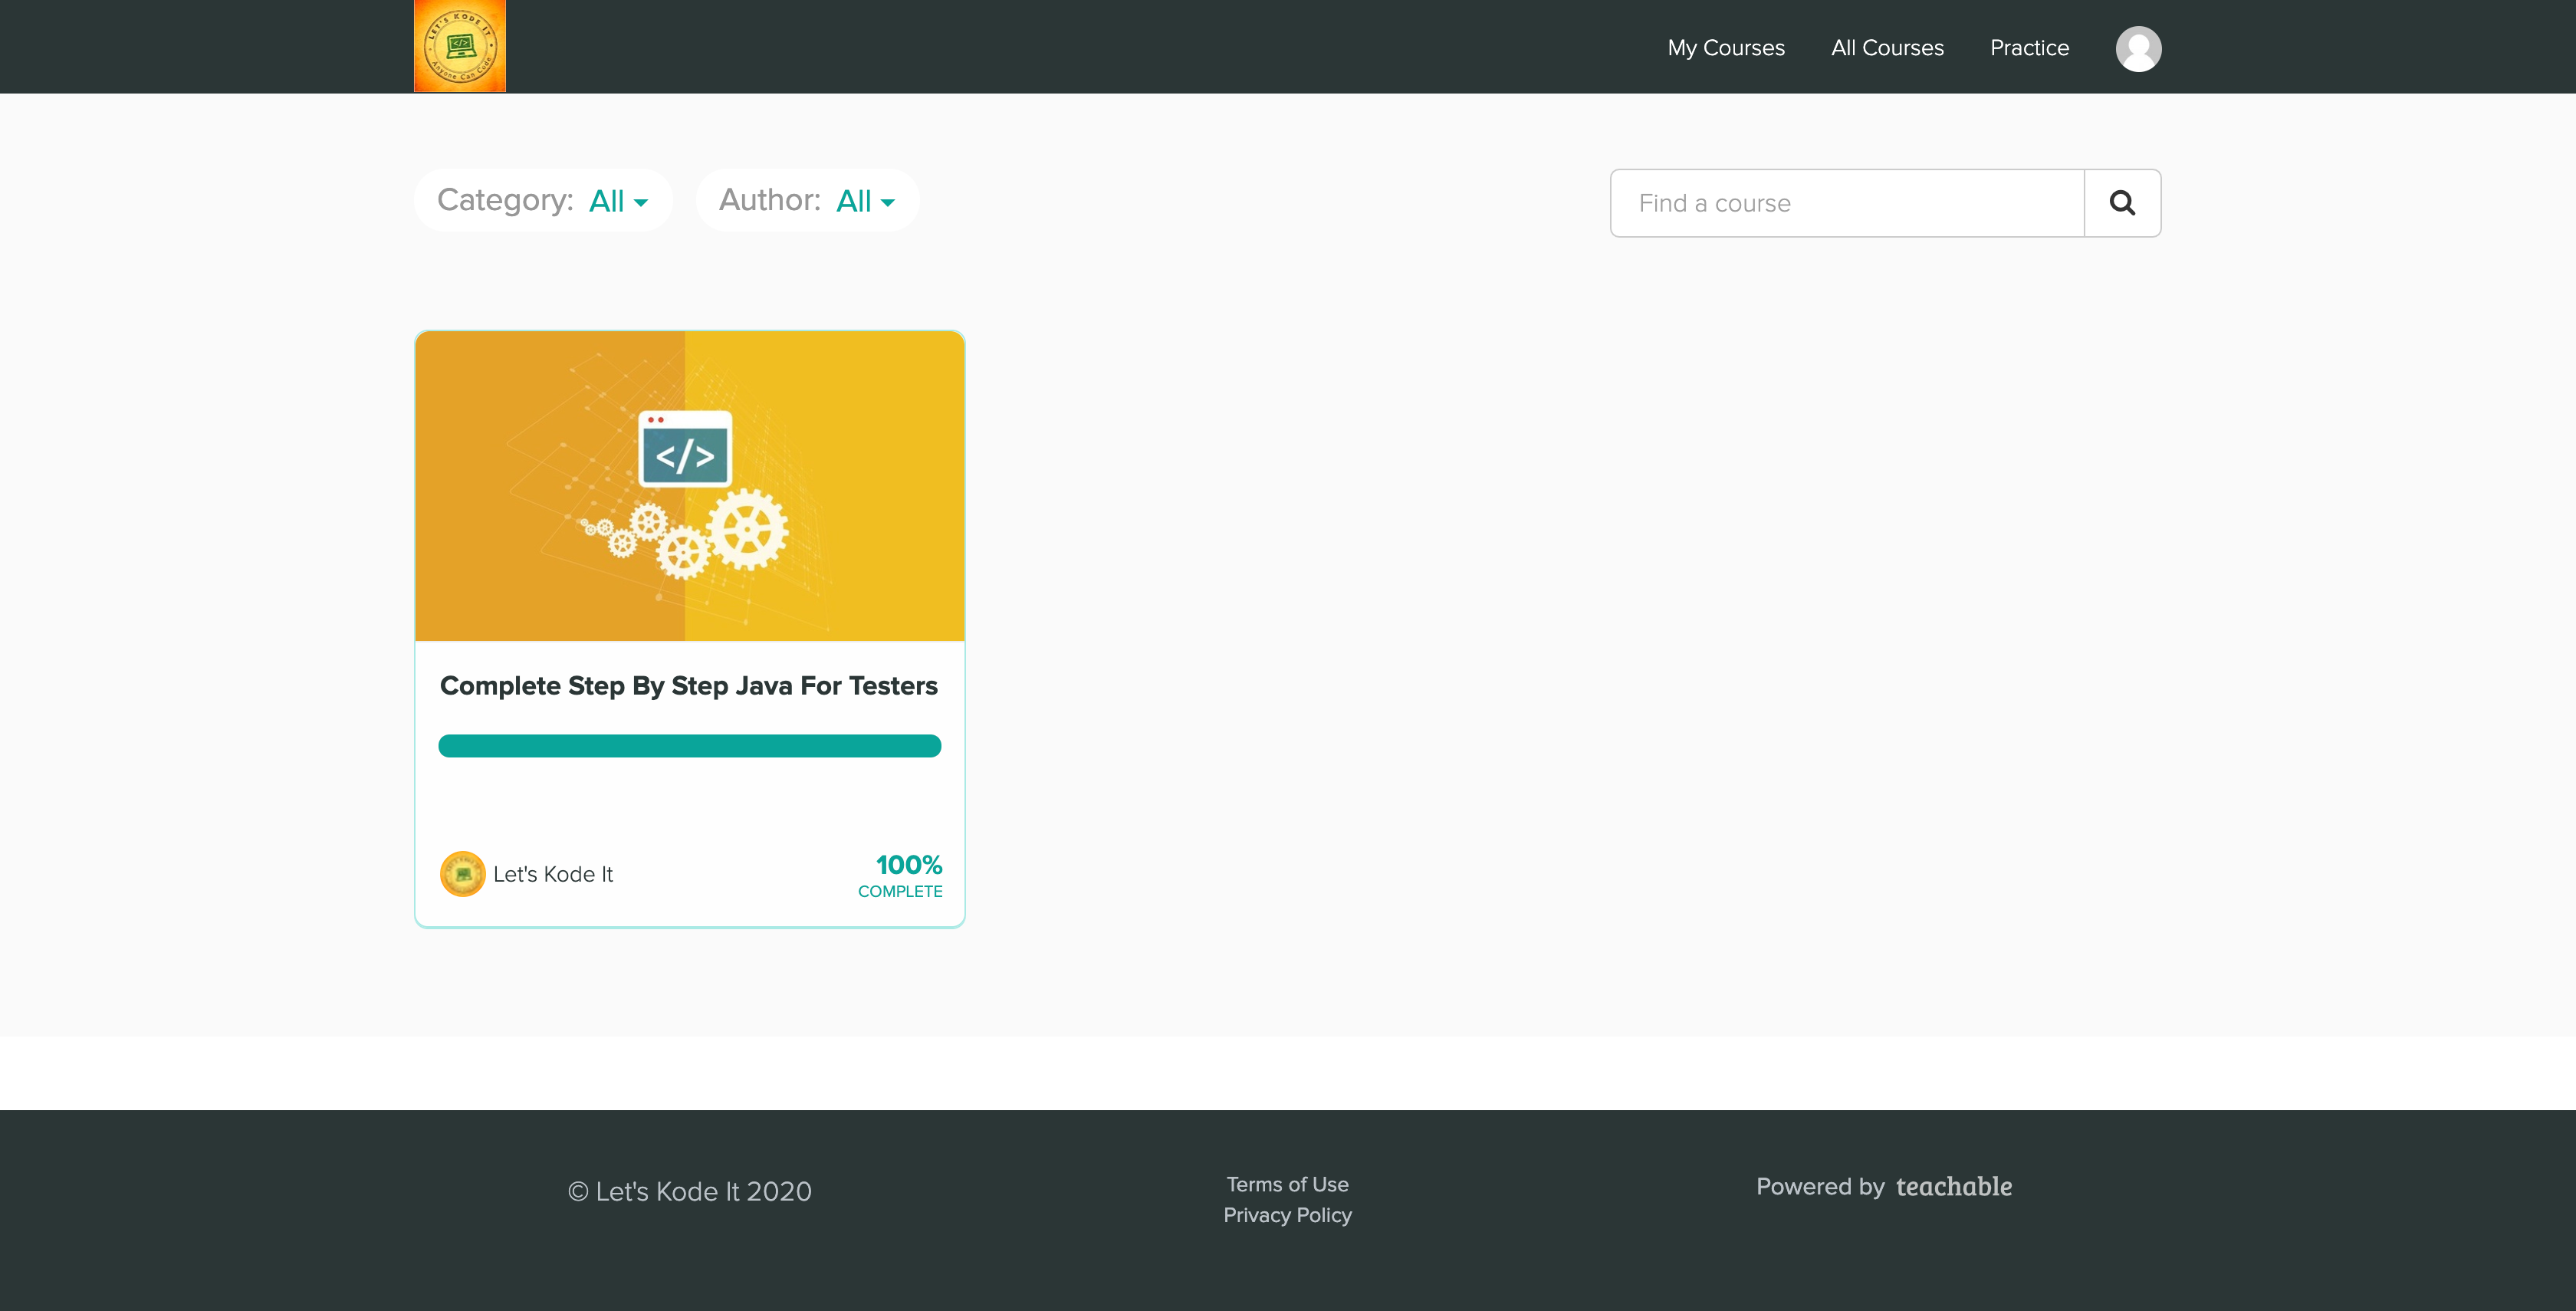 LET'S KODE IT
</>
Anyone Can Code
My Courses All Courses Practice
Category: All Author: All
Find a course
</>
Complete Step By Step Java For Testers
Let's Kode It
100%
COMPLETE
© Let's Kode It 2020
Terms of Use
Privacy Policy
Powered by teachable